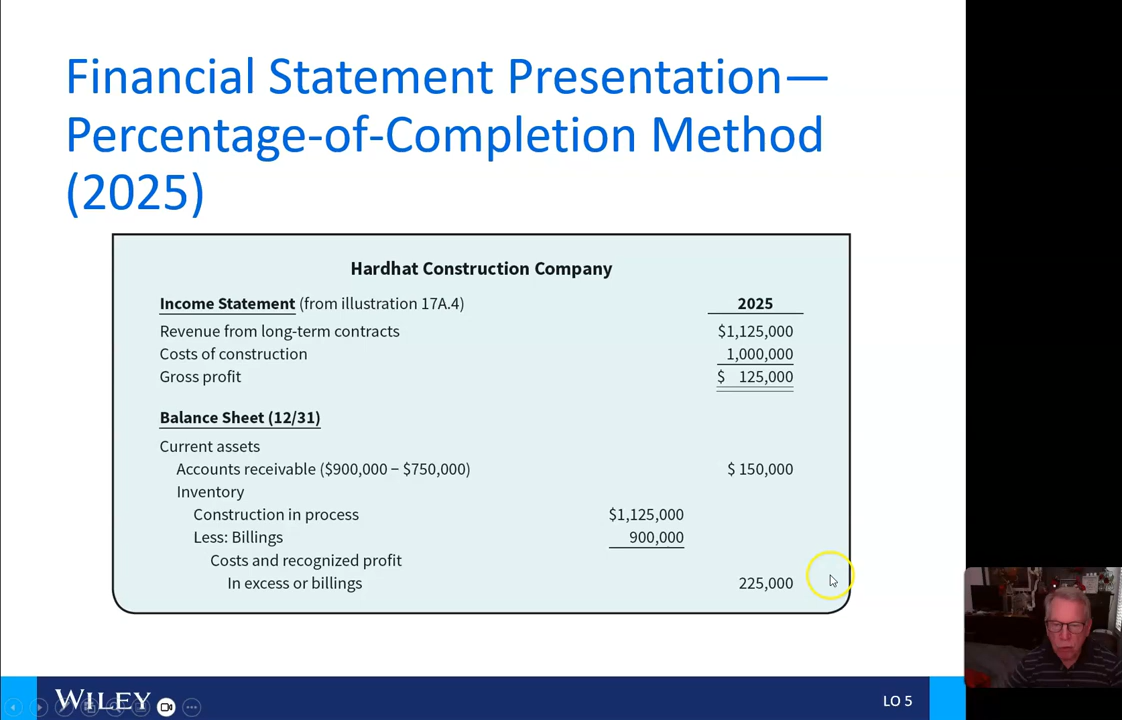 Financial Statement Presentation—
Percentage-of-Completion Method
(2025)
Hardhat Construction Company
Income Statement (from illustration 17A.4) 2025
Revenue from long-term contracts $1,125,000
Costs of construction 1,000,000
Gross profit $ 125,000
Balance Sheet (12/31)
Current assets
Accounts receivable ($900,000 − $750,000) $ 150,000
Inventory
Construction in process $1,125,000
Less: Billings 900,000
Costs and recognized profit
In excess or billings 225,000
WILEY LO 5